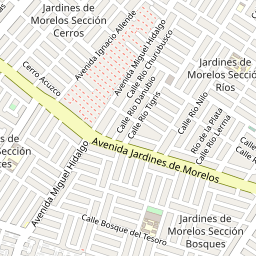 Jardines de
Morelos Sección
Cerros
Avenida Ignacio Allende
Avenida Miguel Hidalgo
Calle Río Churubusco
Jardines de
Morelos Sección
Ríos
Cerro Acuzco
Calle Río Danubio
Calle Río Tigris
Calle Río Nilo
Río de la Plata
Calle Río Lerma
Avenida Jardines de Morelos
de
Sección
Avenida Miguel Hidalgo
Calle Bosque del
Tesoro
Jardines de
Morelos Sección
Bosques